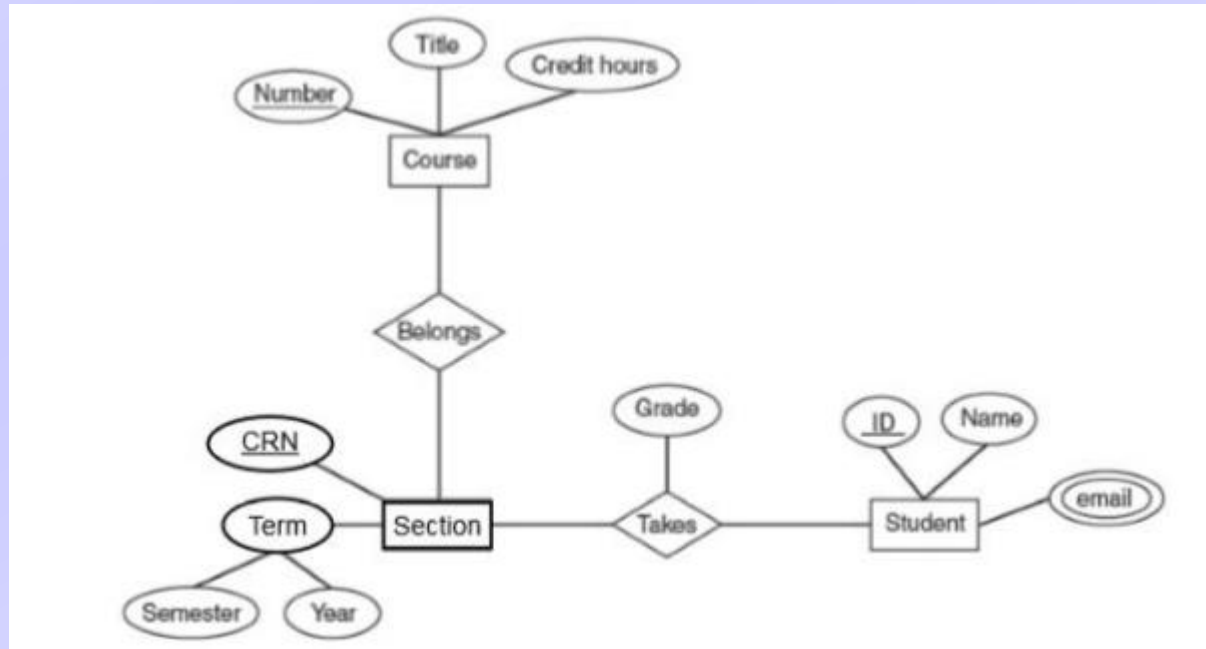 Title
Credit hours
Number
Course
Belongs
Grade
ID
Name
CRN
email
Term
Section
Takes
Student
Semester
Year